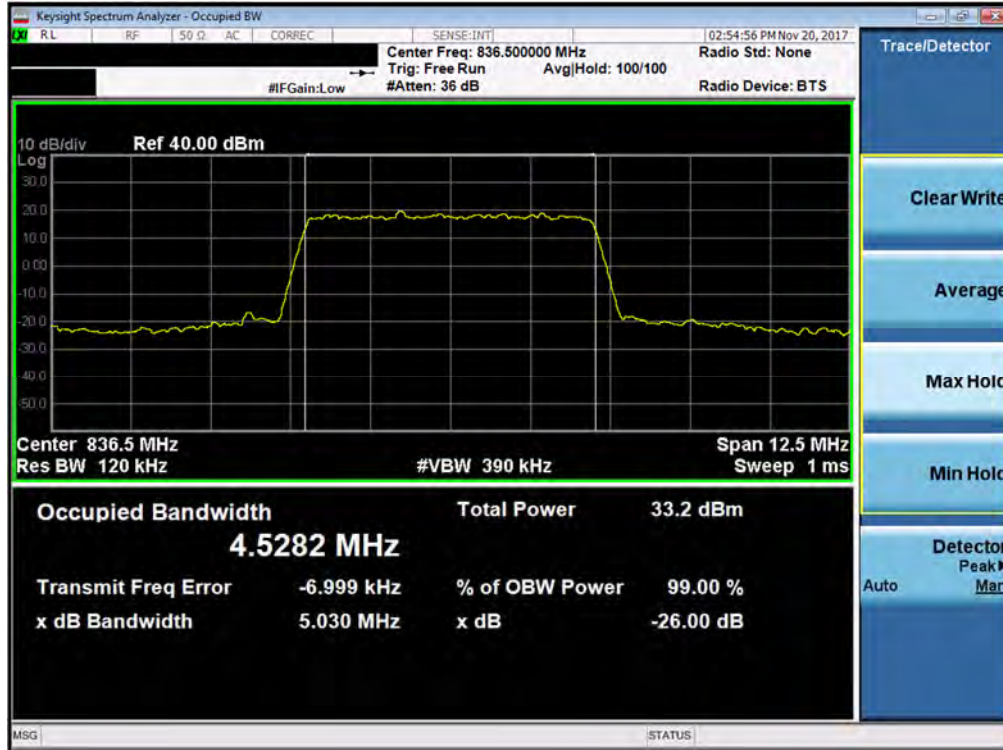 Keysight Spectrum Analyzer - Occupied BW
LXI RL RF 50 Ω AC CORREC SENSE:INT 02:54:56 PM Nov 20, 2017
Center Freq: 836.500000 MHz Radio Std: None
Trig: Free Run Avg|Hold: 100/100
#IFGain:Low #Atten: 36 dB Radio Device: BTS
10 dB/div Ref 40.00 dBm
Log
30.0
20.0
10.0
0.00
-10.0
-20.0
-30.0
-40.0
-50.0
Center 836.5 MHz Span 12.5 MHz
Res BW 120 kHz #VBW 390 kHz Sweep 1 ms
Occupied Bandwidth Total Power 33.2 dBm
4.5282 MHz
Transmit Freq Error -6.999 kHz % of OBW Power 99.00 %
x dB Bandwidth 5.030 MHz x dB -26.00 dB
MSG STATUS
Trace/Detector
Clear Write
Average
Max Hold
Min Hold
Detector
Peak
Auto Man